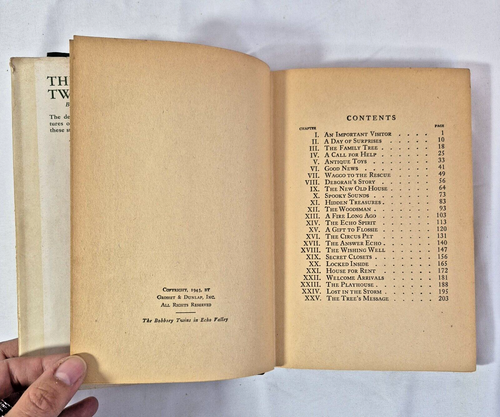 TH
TW
B
The de
tures o
these st
Copyright, 1943, by
Grosset & Dunlap, Inc.
All Rights Reserved
The Bobbsey Twins in Echo Valley
CONTENTS
CHAPTER PAGE
I. An Important Visitor . . . . . 1
II. A Day of Surprises . . . . . 10
III. The Family Tree . . . . . 18
IV. A Call for Help . . . . . 25
V. Antique Toys . . . . . 33
VI. Good News . . . . . 41
VII. Waggo to the Rescue . . . . . 49
VIII. Deborah's Story . . . . . 56
IX. The New Old House . . . . . 64
X. Spooky Sounds . . . . . 73
XI. Hidden Treasures . . . . . 83
XII. The Woodsman . . . . . 93
XIII. A Fire Long Ago . . . . . 103
XIV. The Echo Spirit . . . . . 113
XV. A Gift to Flossie . . . . . 120
XVI. The Circus Pet . . . . . 131
XVII. The Answer Echo . . . . . 140
XVIII. The Wishing Well . . . . . 147
XIX. Secret Closets . . . . . 156
XX. Locked Inside . . . . . 165
XXI. House for Rent . . . . . 172
XXII. Welcome Arrivals . . . . . 181
XXIII. The Playhouse . . . . . 188
XXIV. Lost in the Storm . . . . . 195
XXV. The Tree's Message . . . . . 203